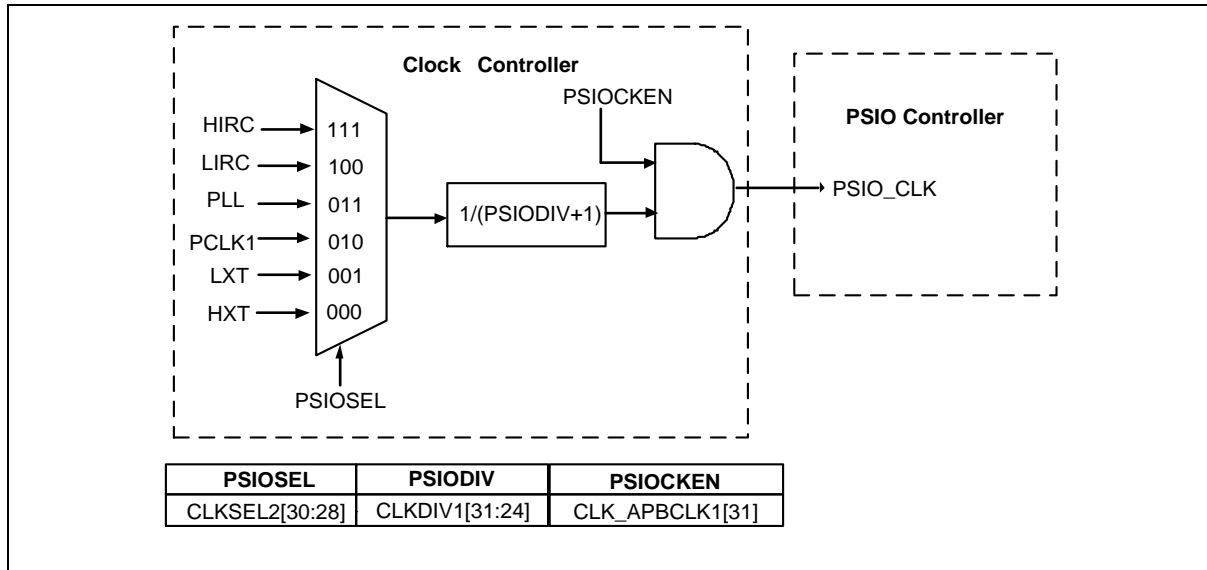 Clock Controller
PSIOCKEN
PSIO Controller
HIRC
111
LIRC
100
PLL
011
PCLK1
010
LXT
001
HXT
000
1/(PSIODIV+1)
PSIO_CLK
PSIOSEL
PSIOSEL PSIODIV PSIOCKEN
CLKSEL2[30:28] CLKDIV1[31:24] CLK_APBCLK1[31]